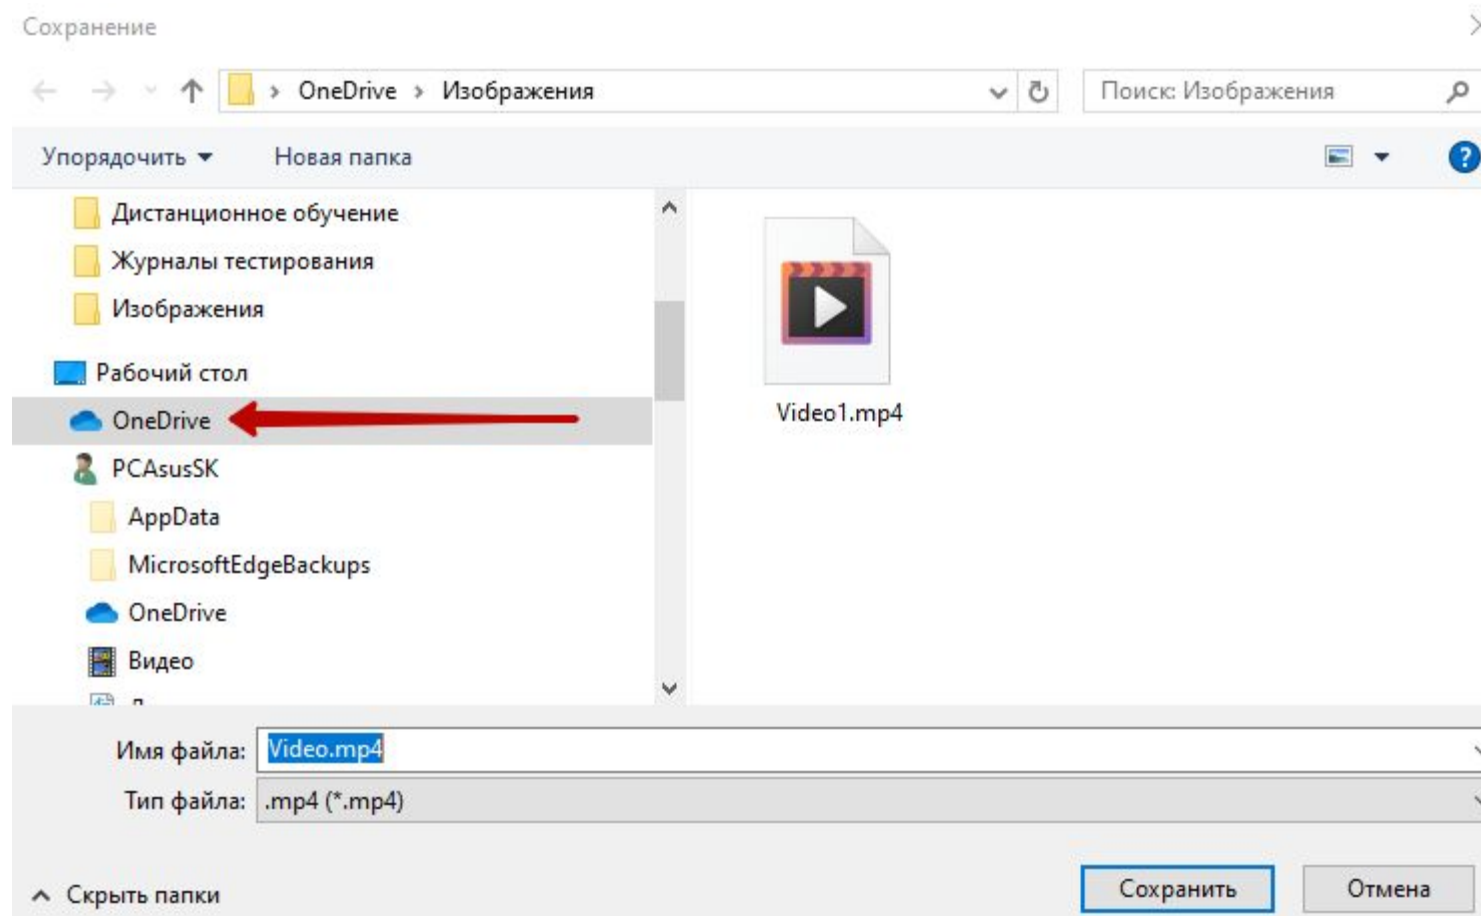 Сохранение
OneDrive Изображения
Поиск: Изображения
Упорядочить
Новая папка
?
Дистанционное обучение
Журналы тестирования
Изображения
Рабочий стол
OneDrive
PCAsusSK
AppData
MicrosoftEdgeBackups
OneDrive
Видео
Video1.mp4
Имя файла: Video.mp4
Тип файла: .mp4 (*.mp4)
Скрыть папки
Сохранить
Отмена